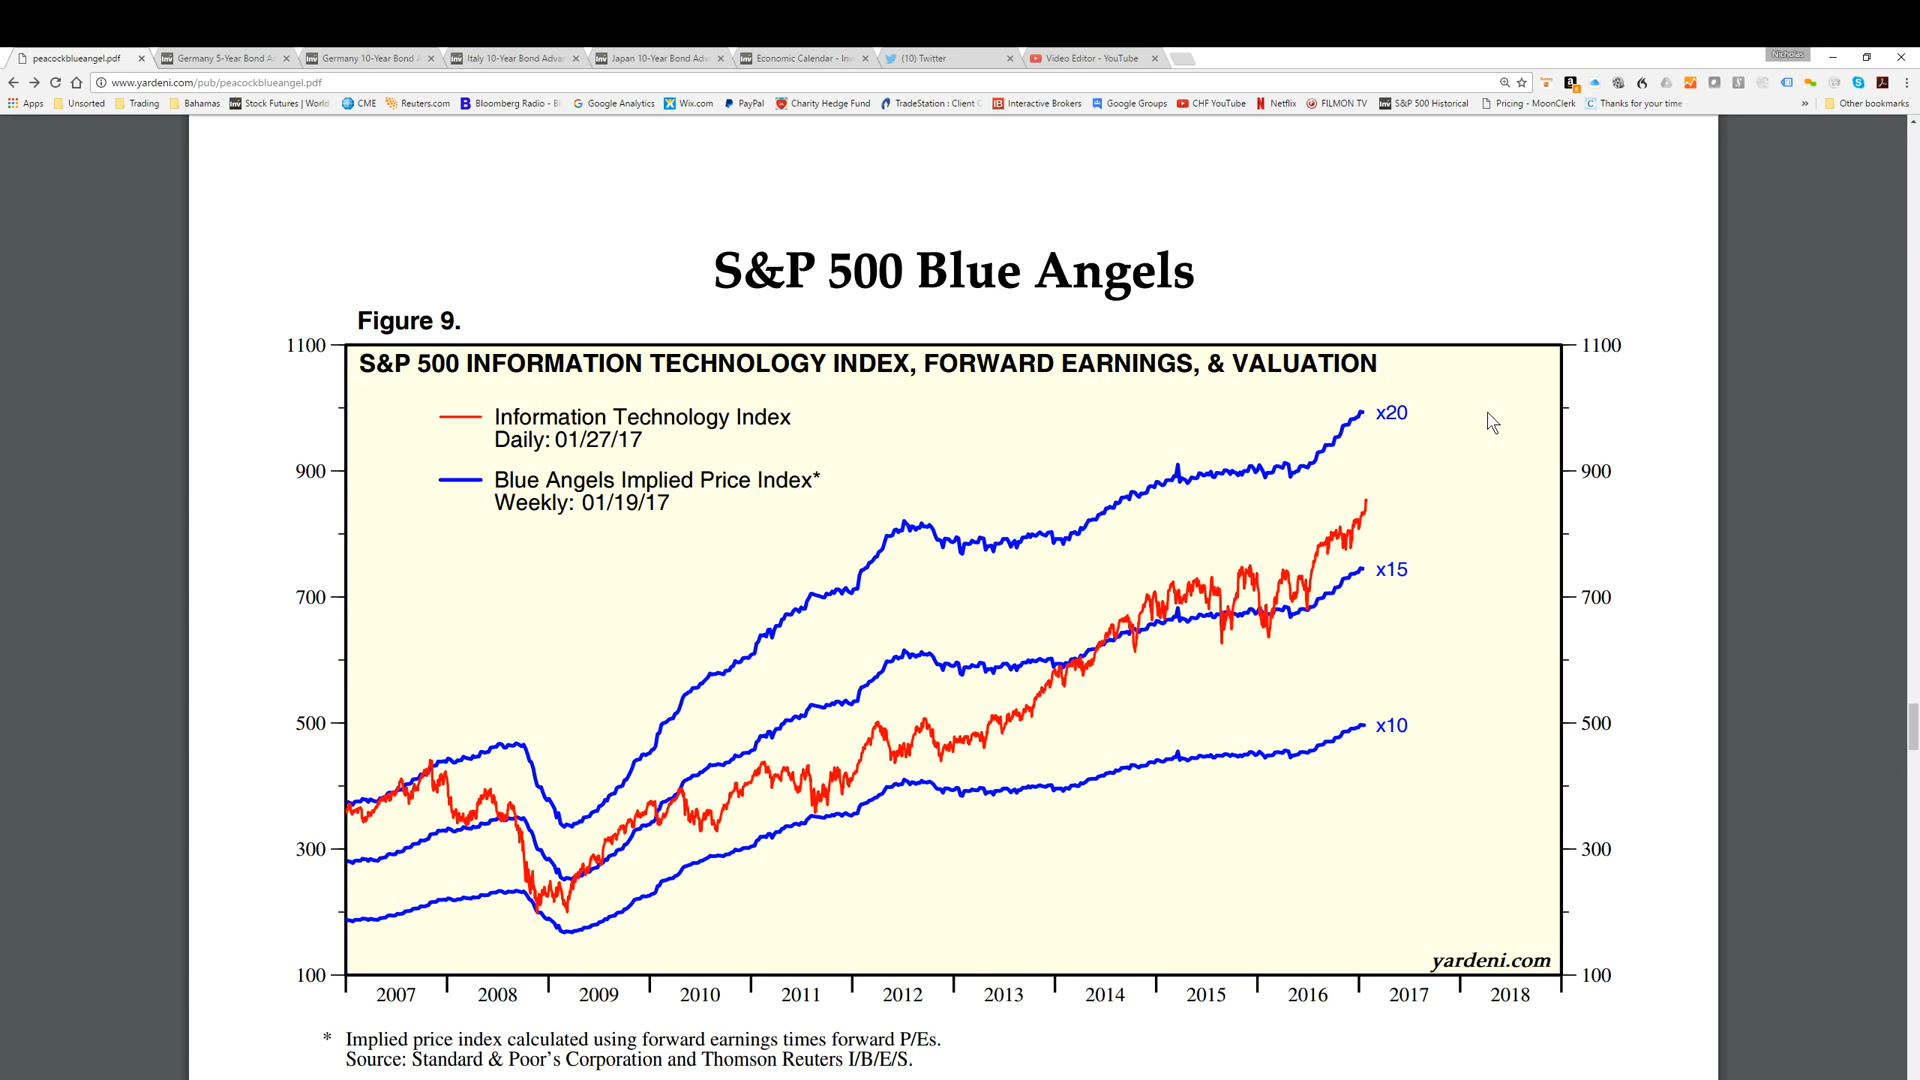 peacockblueangel.pdf
Germany 5-Year Bond A
Germany 10-Year Bond
Italy 10-Year Bond Adva
Japan 10-Year Bond Adv
Economic Calendar - Inv
(10) Twitter
Video Editor - YouTube
Nicholas
www.yardeni.com/pub/peacockblueangel.pdf
Apps
Unsorted
Trading
Bahamas
Stock Futures | World
CME
Reuters.com
Bloomberg Radio - B
Google Analytics
Wix.com
PayPal
Charity Hedge Fund
TradeStation : Client C
Interactive Brokers
Google Groups
CHF YouTube
Netflix
FILMON TV
S&P 500 Historical
Pricing - MoonClerk
Thanks for your time
Other bookmarks
S&P 500 Blue Angels
Figure 9.
S&P 500 INFORMATION TECHNOLOGY INDEX, FORWARD EARNINGS, & VALUATION
Information Technology Index
Daily: 01/27/17
Blue Angels Implied Price Index*
Weekly: 01/19/17
1100
900
700
500
300
100
x20
x15
x10
1100
900
700
500
300
100
yardeni.com
2007 2008 2009 2010 2011 2012 2013 2014 2015 2016 2017 2018
* Implied price index calculated using forward earnings times forward P/Es.
Source: Standard & Poor's Corporation and Thomson Reuters I/B/E/S.